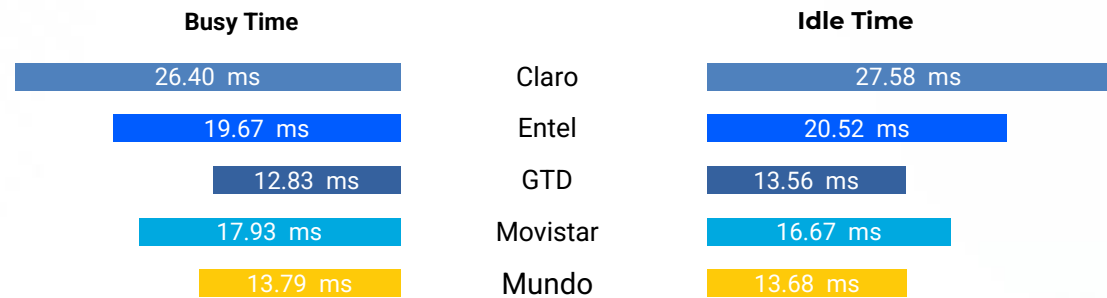 Busy Time Idle Time
26.40 ms Claro 27.58 ms
19.67 ms Entel 20.52 ms
12.83 ms GTD 13.56 ms
17.93 ms Movistar 16.67 ms
13.79 ms Mundo 13.68 ms